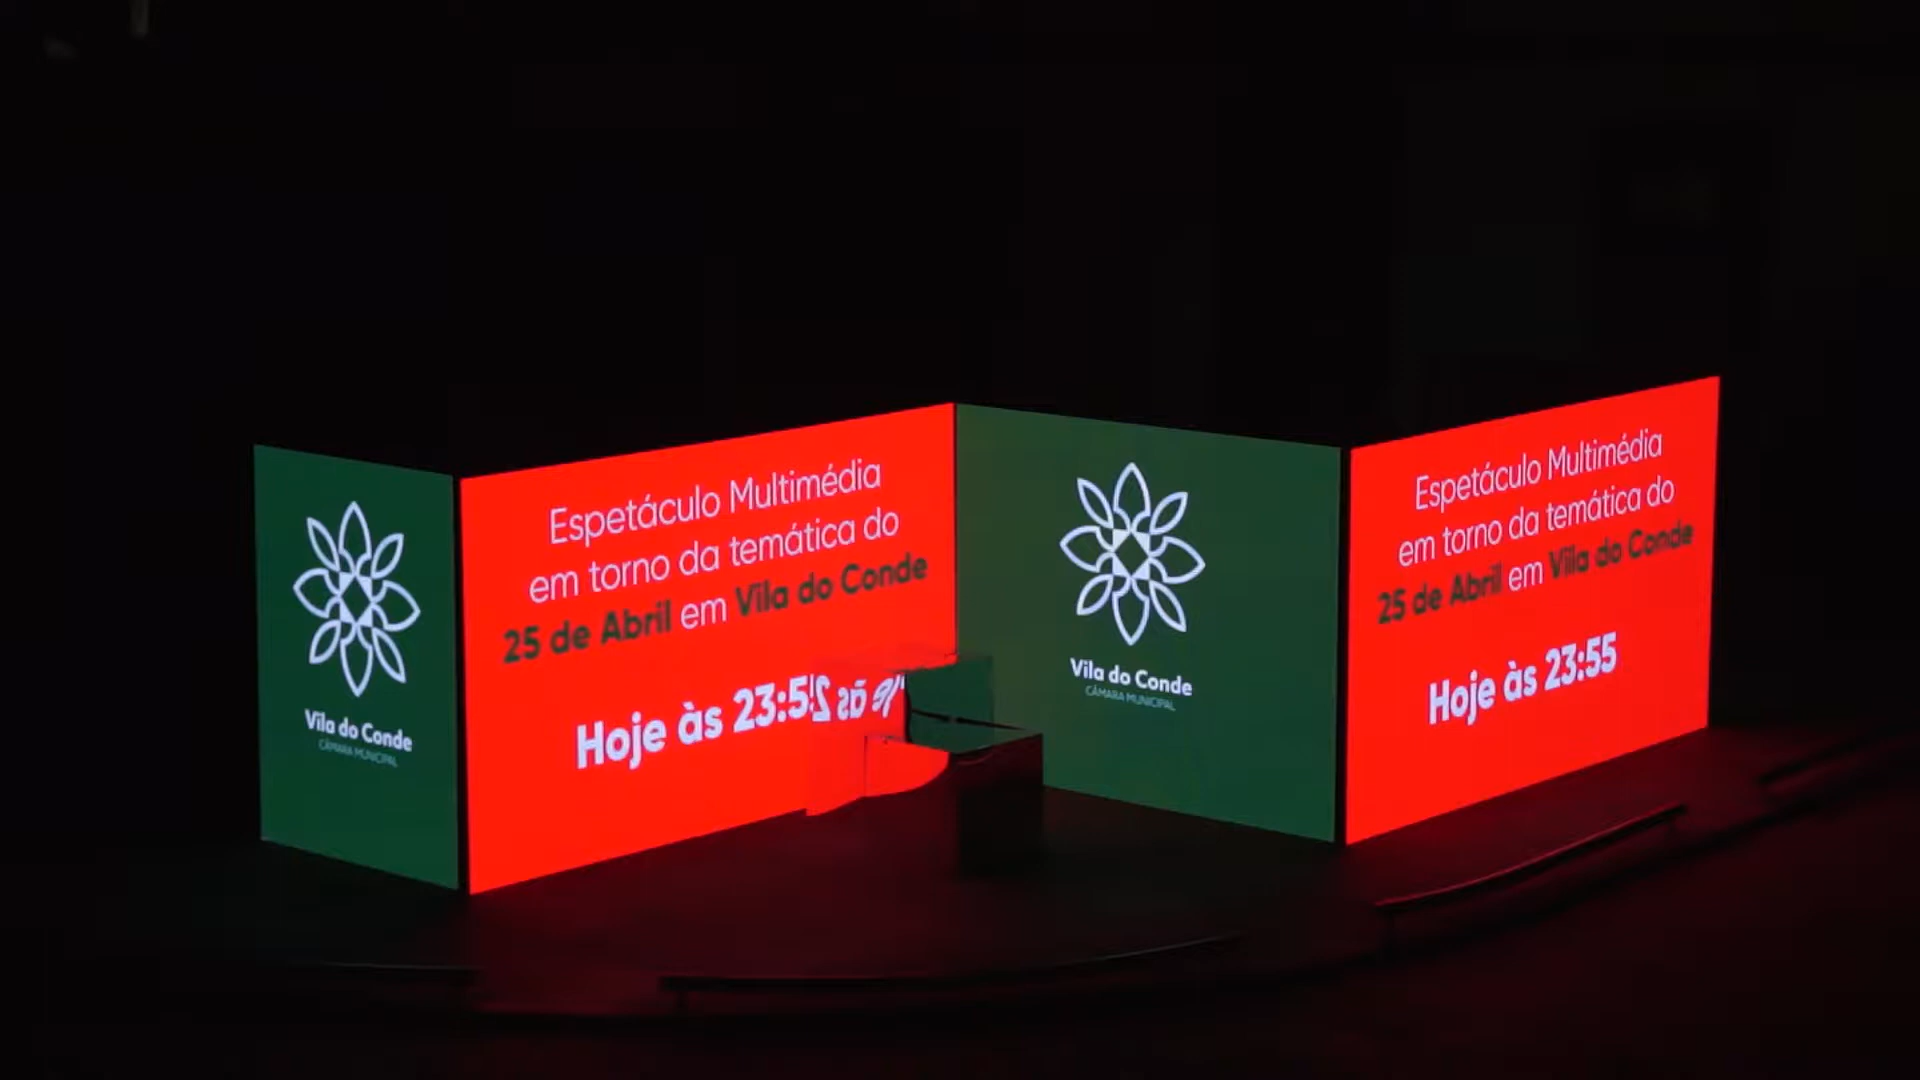 Vila do Conde
CÂMARA MUNICIPAL
Espetáculo Multimédia
em torno da temática do
25 de Abril em Vila do Conde
Hoje às 23:5
Vila do Conde
CÂMARA MUNICIPAL
Espetáculo Multimédia
em torno da temática do
25 de Abril em Vila do Conde
Hoje às 23:55